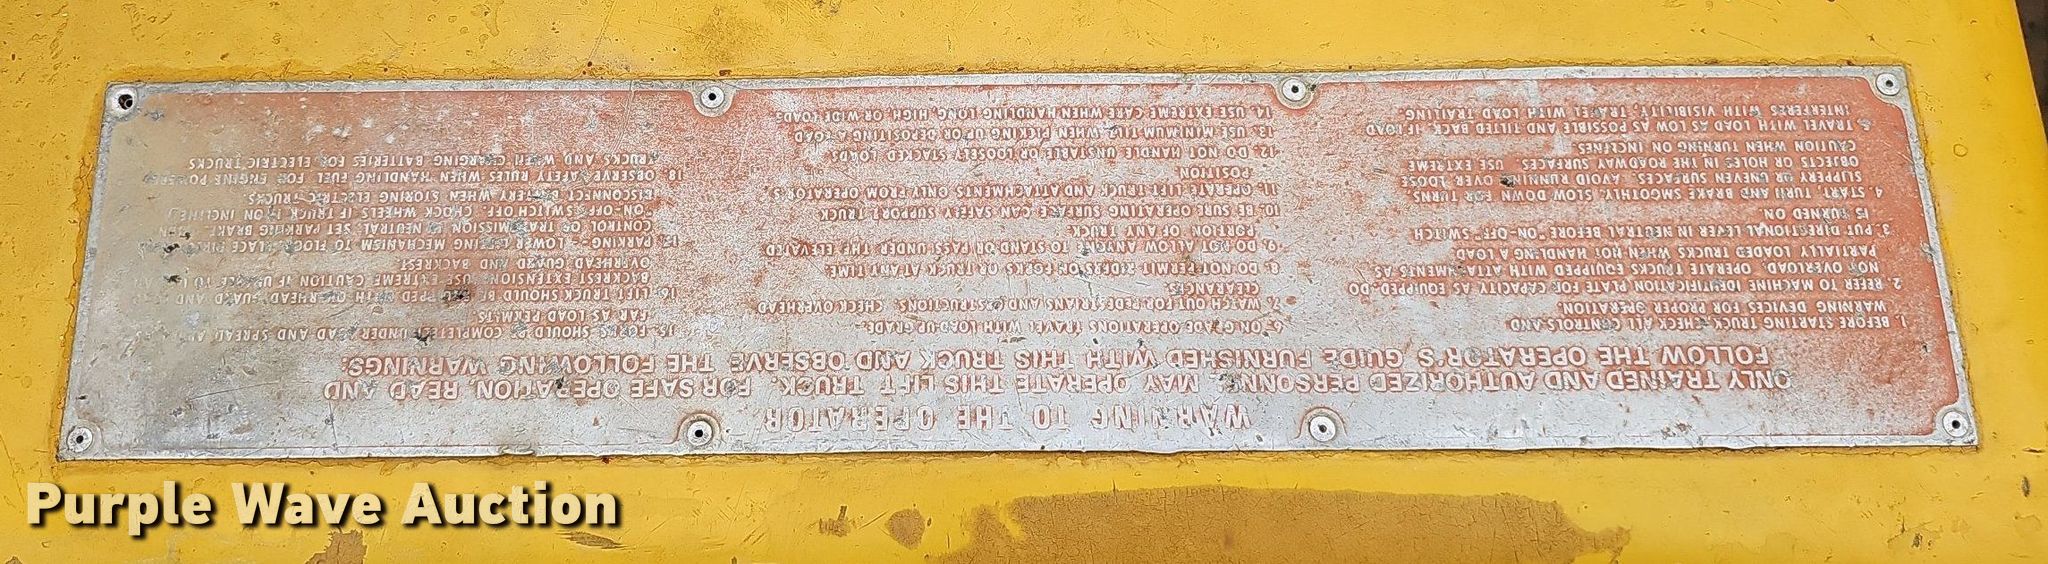 WARNING TO THE OPERATOR
ONLY TRAINED AND AUTHORIZED PERSONNEL MAY OPERATE THIS LIFT TRUCK. FOR SAFE OPERATION, READ AND
FOLLOW THE OPERATOR'S GUIDE FURNISHED WITH THIS TRUCK AND OBSERVE THE FOLLOWING WARNINGS.
1. BEFORE STARTING TRUCK, CHECK ALL CONTROLS AND
WARNING DEVICES FOR PROPER OPERATION.
2. REFER TO MACHINE IDENTIFICATION PLATE FOR CAPACITY AS EQUIPPED-DO
NOT OVERLOAD. OPERATE TRUCKS EQUIPPED WITH ATTACHMENTS AS
PARTIALLY LOADED TRUCKS WHEN NOT HANDLING A LOAD
3. PUT DIRECTIONAL LEVER IN NEUTRAL BEFORE "ON-OFF" SWITCH
IS TURNED ON.
4. START, TURN AND BRAKE SMOOTHLY. SLOW DOWN FOR TURNS
SLIPPERY OR UNEVEN SURFACES. AVOID RUNNING OVER LOOSE
OBJECTS OR HOLES IN THE ROADWAY SURFACES. USE EXTREME
CAUTION WHEN TURNING ON INCLINES.
5. TRAVEL WITH LOAD AS LOW AS POSSIBLE AND TILTED BACK. IF LOAD
INTERFERES WITH VISIBILITY, TRAVEL WITH LOAD TRAILING.
6. ON GRADE OPERATIONS TRAVEL WITH LOAD UP GRADE.
7. WATCH OUT FOR PEDESTRIANS AND OBSTRUCTIONS. CHECK OVERHEAD
CLEARANCES.
8. DO NOT PERMIT RIDERS ON FORKS OR TRUCK AT ANY TIME.
9. DO NOT ALLOW ANYONE TO STAND OR PASS UNDER THE ELEVATED
PORTION OF ANY TRUCK.
10. BE SURE OPERATING SURFACE CAN SAFELY SUPPORT TRUCK.
11. OPERATE LIFT TRUCK AND ATTACHMENTS ONLY FROM OPERATOR'S
POSITION
12. DO NOT HANDLE UNSTABLE OR LOOSELY STACKED LOADS
13. USE MINIMUM TILT WHEN PICKING UP OR DEPOSITING A LOAD
14. USE EXTREME CARE WHEN HANDLING LONG, HIGH, OR WIDE LOADS
15. FORKS SHOULD BE COMPLETELY UNDER LOAD AND SPREAD AS
FAR AS LOAD PERMITS
16. LIFT TRUCK SHOULD BE EQUIPPED WITH OVERHEAD GUARD AND LOAD
BACKREST EXTENSION. USE EXTREME CAUTION IF
OVERHEAD GUARD AND BACKREST.
17. PARKING - LOWER LIFTING MECHANISM TO FLOOR, PLACE
CONTROL OR TRANSMISSION IN NEUTRAL, SET PARKING BRAKE, TURN
"ON-OFF" SWITCH OFF. CHOCK WHEELS IF TRUCK IS ON INCLINE
DISCONNECT BATTERY WHEN STORING ELECTRIC TRUCKS.
18. OBSERVE SAFETY RULES WHEN HANDLING FUEL FOR ENGINE POWERED
TRUCKS AND WHEN CHARGING BATTERIES FOR ELECTRIC TRUCKS
Purple Wave Auction